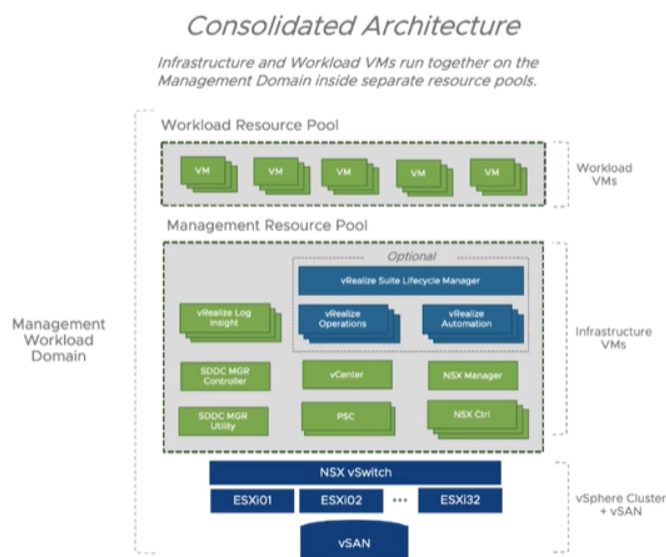 Consolidated Architecture
Infrastructure and Workload VMs run together on the
Management Domain inside separate resource pools.
Workload Resource Pool
VM
VM
VM
VM
VM
Workload
VMs
Management Resource Pool
Optional
vRealize Suite Lifecycle Manager
vRealize Log
Insight
vRealize
Operations
vRealize
Automation
Management
Workload
Domain
Infrastructure
VMs
SDDC MGR
Controller
vCenter
NSX Manager
SDDC MGR
Utility
PSC
NSX Ctrl
NSX vSwitch
ESXi01
ESXi02
...
ESXi32
vSAN
vSphere Cluster
+ vSAN